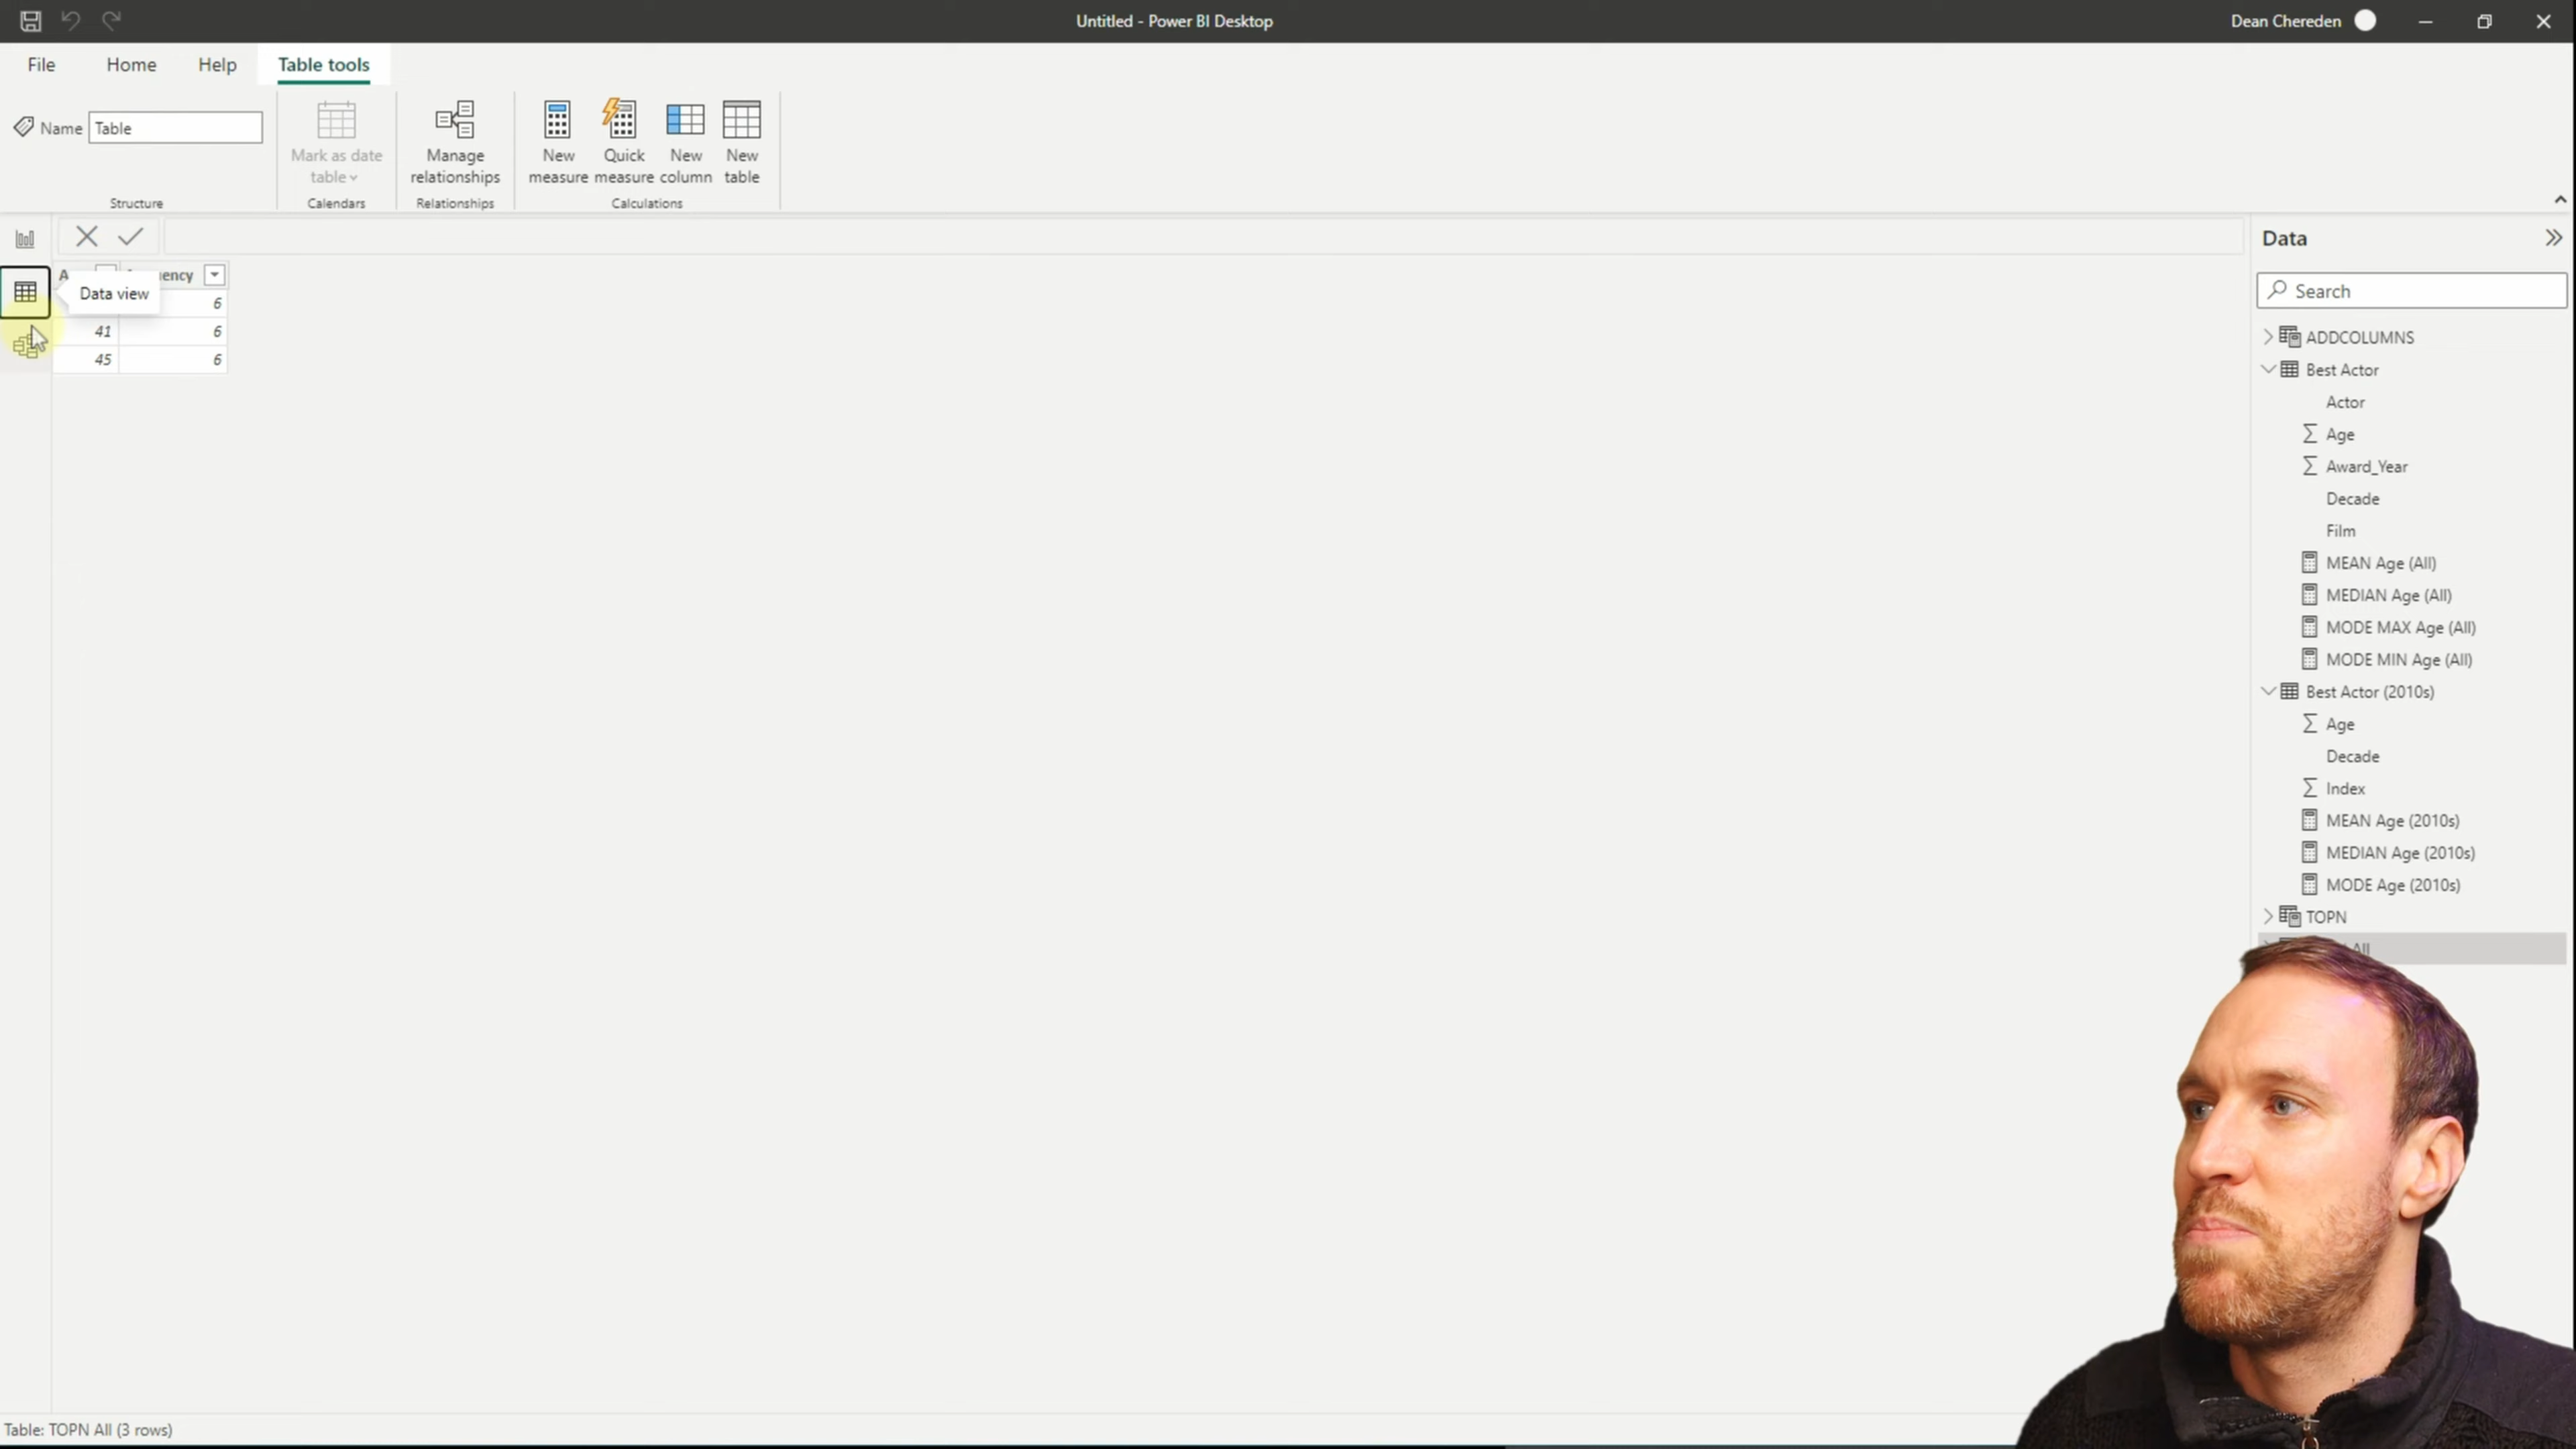 Untitled - Power BI Desktop
Dean Chereden
File
Home
Help
Table tools
Name
Table
Mark as date
table
Manage
relationships
New
measure
Quick
measure
New
column
New
table
Structure
Calendars
Relationships
Calculations
Data
Search
A
ency
Data view
6
41
6
45
6
ADDCOLUMNS
Best Actor
Actor
Age
Award_Year
Decade
Film
MEAN Age (All)
MEDIAN Age (All)
MODE MAX Age (All)
MODE MIN Age (All)
Best Actor (2010s)
Age
Decade
Index
MEAN Age (2010s)
MEDIAN Age (2010s)
MODE Age (2010s)
TOPN
All
Table: TOPN All (3 rows)